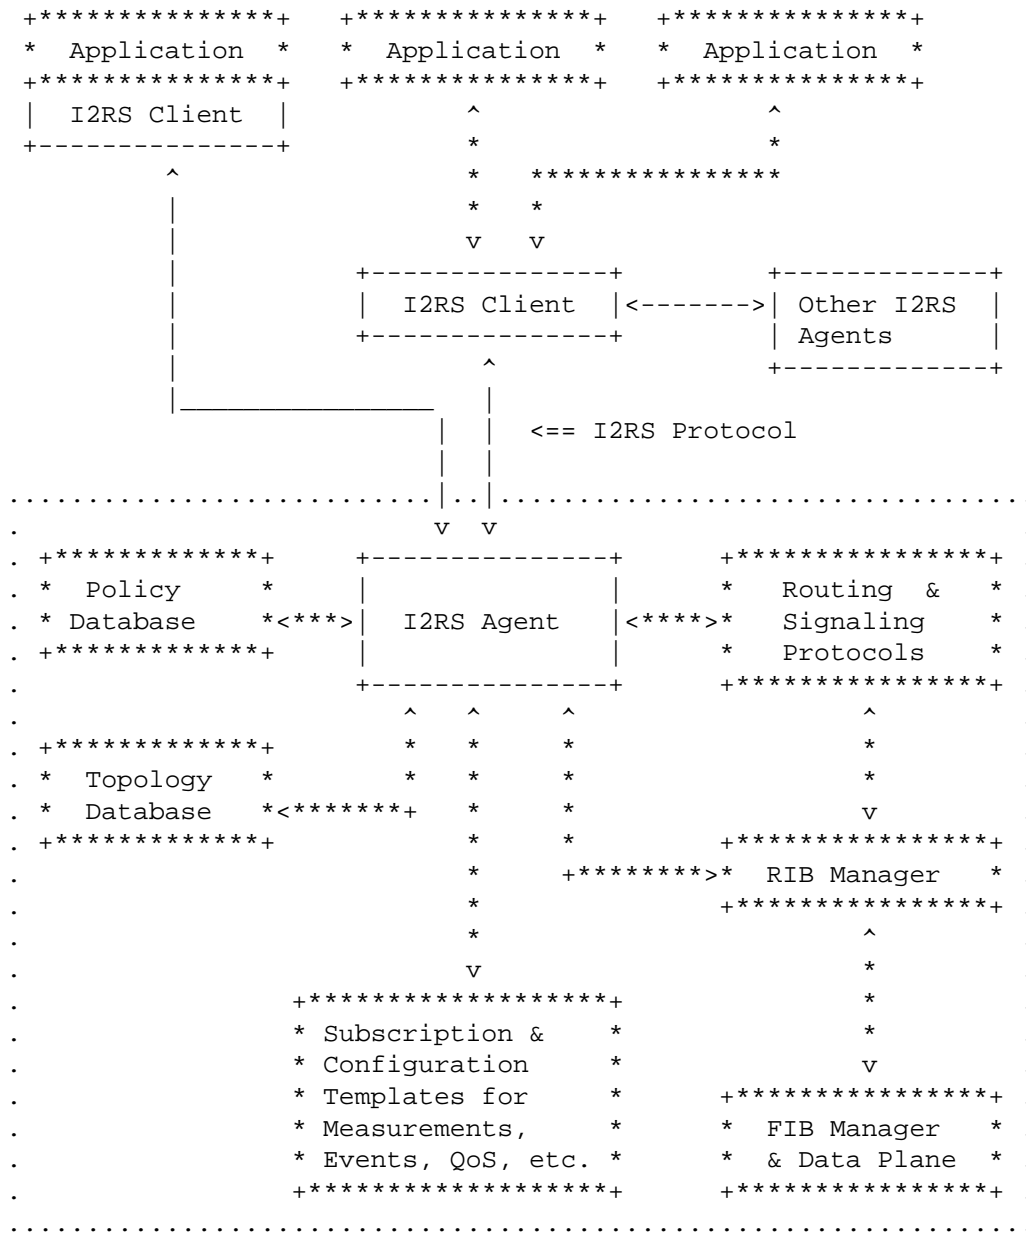 Application
Application
Application
I2RS Client
I2RS Client
Other I2RS
Agents
<== I2RS Protocol
Policy
Database
I2RS Agent
Routing &
Signaling
Protocols
Topology
Database
RIB Manager
Subscription &
Configuration
Templates for
Measurements,
Events, QoS, etc.
FIB Manager
& Data Plane